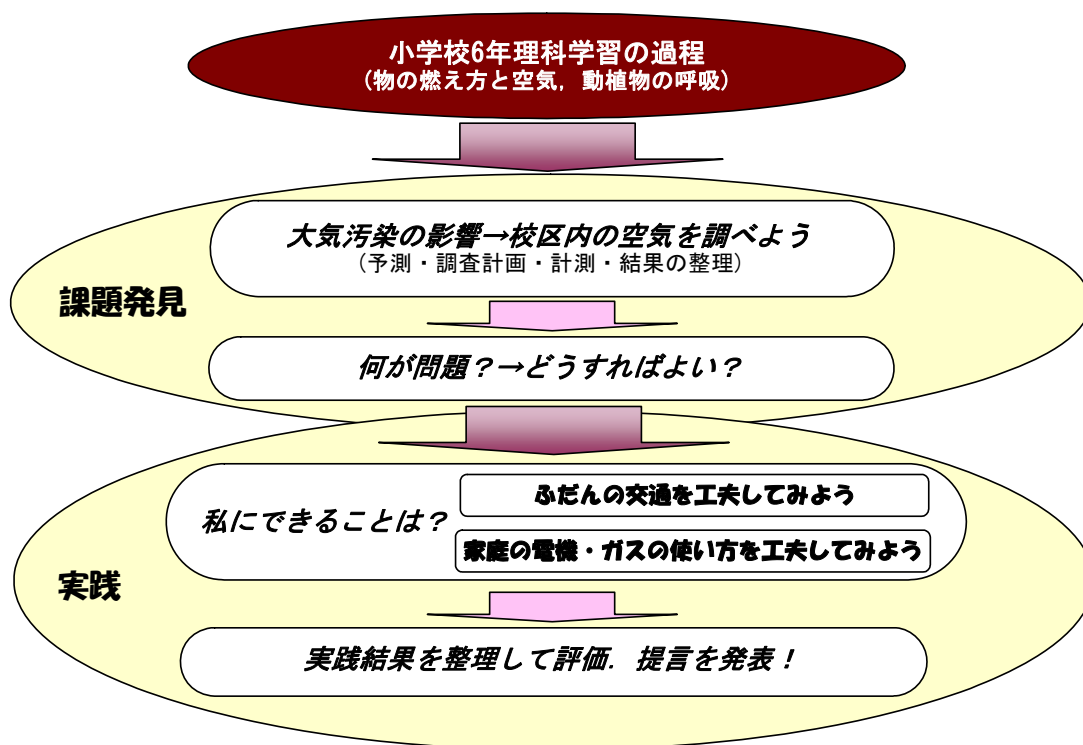 小学校6年理科学習の過程
(物の燃え方と空気，動植物の呼吸)
大気汚染の影響→校区内の空気を調べよう
(予測・調査計画・計測・結果の整理)
課題発見
何が問題？→どうすればよい？
ふだんの交通を工夫してみよう
私にできることは？
家庭の電機・ガスの使い方を工夫してみよう
実践
実践結果を整理して評価．提言を発表！